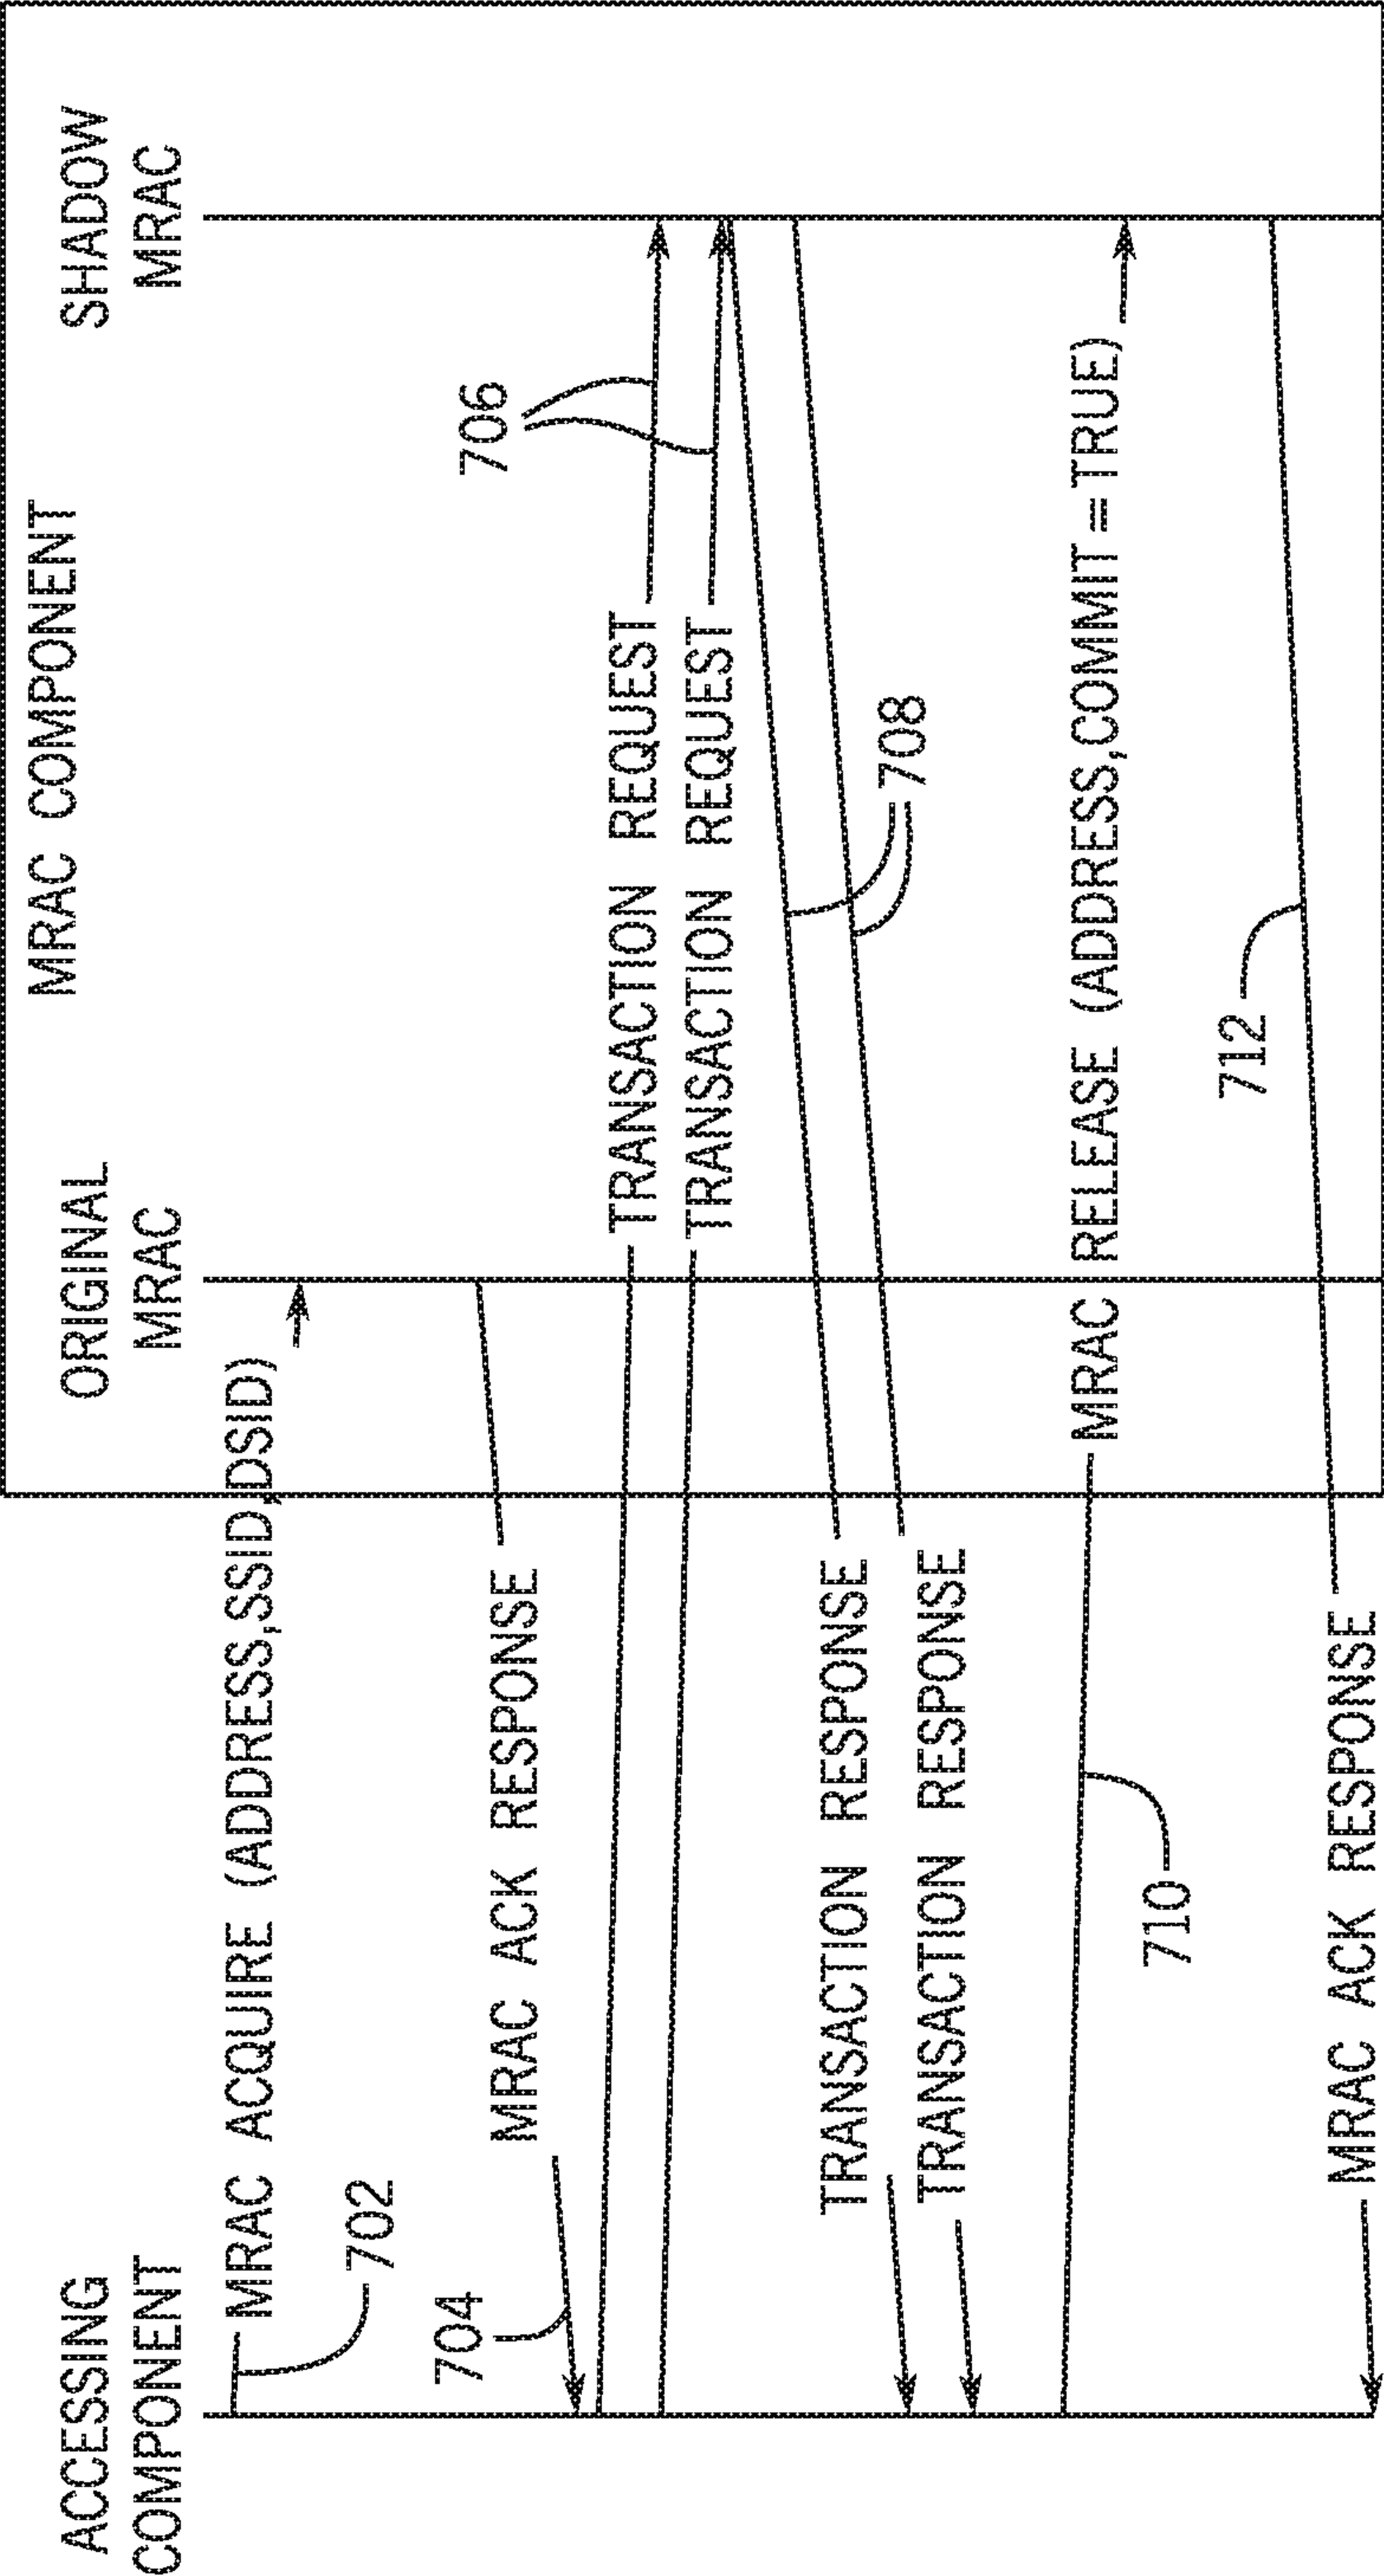 MRAC COMPONENT
ACCESSING
COMPONENT
ORIGINAL
MRAC
SHADOW
MRAC
MRAC ACQUIRE (ADDRESS,SSID,DSID)
702
MRAC ACK RESPONSE
704
706
TRANSACTION REQUEST
TRANSACTION REQUEST
708
TRANSACTION RESPONSE
TRANSACTION RESPONSE
MRAC RELEASE (ADDRESS,COMMIT = TRUE)
710
712
MRAC ACK RESPONSE